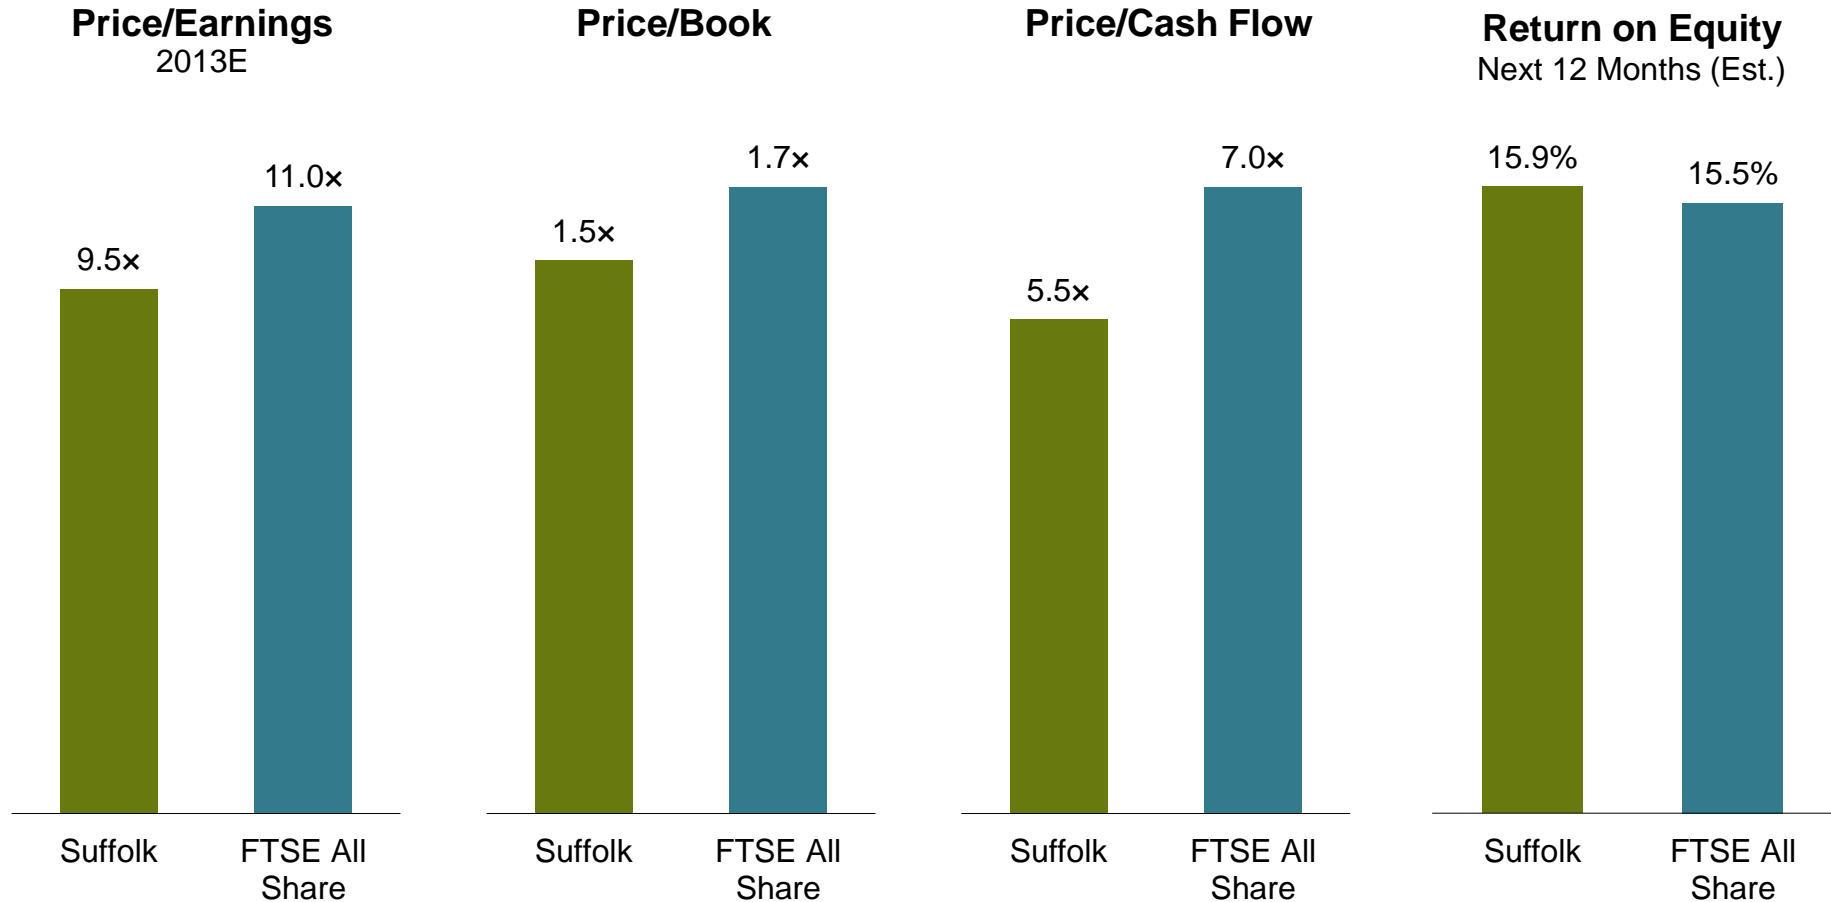 Price/Earnings
2013E
9.5×
11.0×
Suffolk
FTSE All
Share
Price/Book
1.5×
1.7×
Suffolk
FTSE All
Share
Price/Cash Flow
5.5×
7.0×
Suffolk
FTSE All
Share
Return on Equity
Next 12 Months (Est.)
15.9%
15.5%
Suffolk
FTSE All
Share